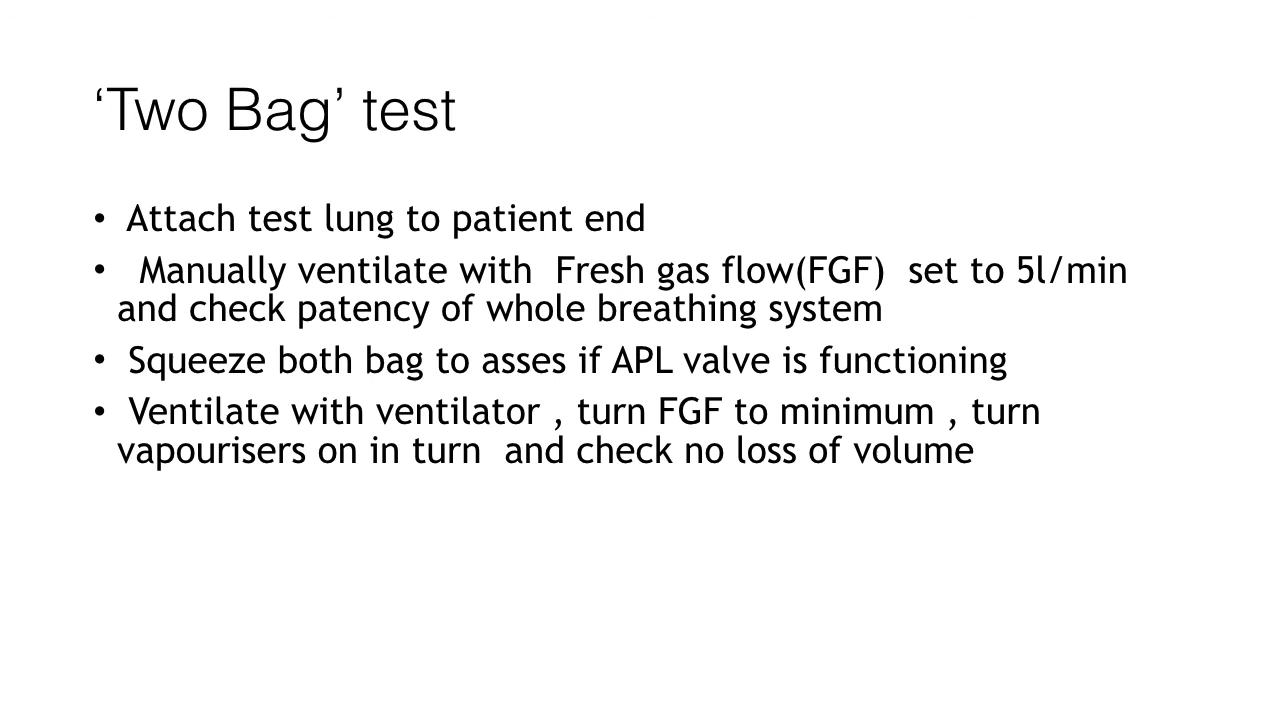 ‘Two Bag’ test
• Attach test lung to patient end
• Manually ventilate with Fresh gas flow(FGF) set to 5l/min
and check patency of whole breathing system
• Squeeze both bag to asses if APL valve is functioning
• Ventilate with ventilator , turn FGF to minimum , turn
vapourisers on in turn and check no loss of volume